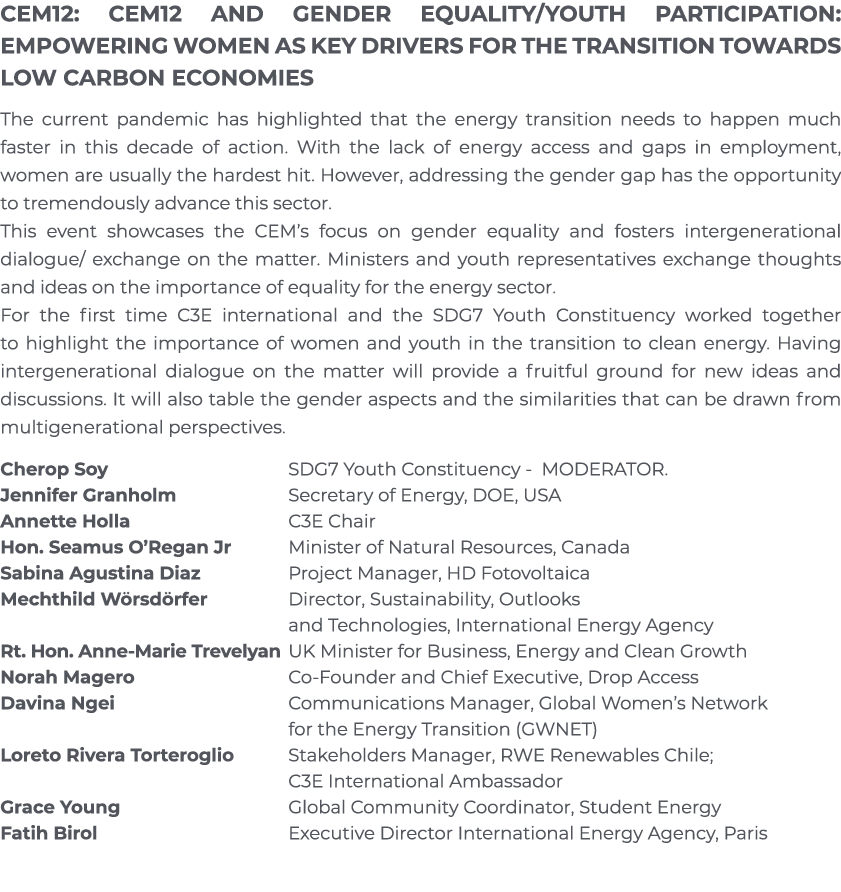 CEM12: CEM12 AND GENDER EQUALITY/YOUTH PARTICIPATION:
EMPOWERING WOMEN AS KEY DRIVERS FOR THE TRANSITION TOWARDS
LOW CARBON ECONOMIES
The current pandemic has highlighted that the energy transition needs to happen much
faster in this decade of action. With the lack of energy access and gaps in employment,
women are usually the hardest hit. However, addressing the gender gap has the opportunity
to tremendously advance this sector.
This event showcases the CEM’s focus on gender equality and fosters intergenerational
dialogue/ exchange on the matter. Ministers and youth representatives exchange thoughts
and ideas on the importance of equality for the energy sector.
For the first time C3E international and the SDG7 Youth Constituency worked together
to highlight the importance of women and youth in the transition to clean energy. Having
intergenerational dialogue on the matter will provide a fruitful ground for new ideas and
discussions. It will also table the gender aspects and the similarities that can be drawn from
multigenerational perspectives.
Cherop Soy SDG7 Youth Constituency - MODERATOR.
Jennifer Granholm Secretary of Energy, DOE, USA
Annette Holla C3E Chair
Hon. Seamus O’Regan Jr Minister of Natural Resources, Canada
Sabina Agustina Diaz Project Manager, HD Fotovoltaica
Mechthild Wörsdörfer Director, Sustainability, Outlooks
and Technologies, International Energy Agency
Rt. Hon. Anne-Marie Trevelyan UK Minister for Business, Energy and Clean Growth
Norah Magero Co-Founder and Chief Executive, Drop Access
Davina Ngei Communications Manager, Global Women’s Network
for the Energy Transition (GWNET)
Loreto Rivera Torteroglio Stakeholders Manager, RWE Renewables Chile;
C3E International Ambassador
Grace Young Global Community Coordinator, Student Energy
Fatih Birol Executive Director International Energy Agency, Paris